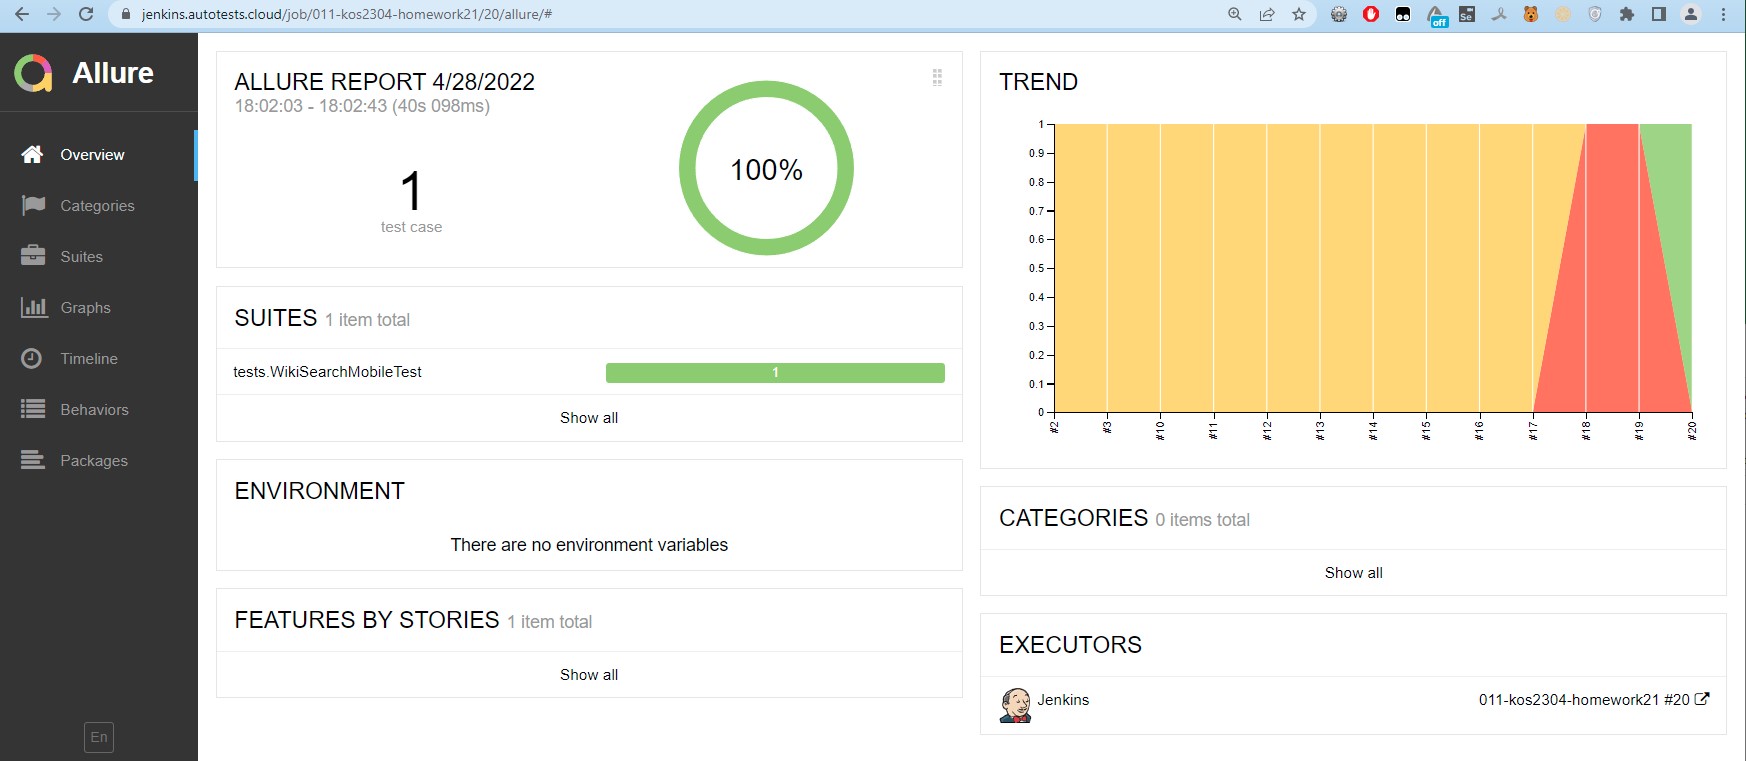 jenkins.autotests.cloud/job/011-kos2304-homework21/20/allure/#
off
Se
Allure
Overview
Categories
Suites
Graphs
Timeline
Behaviors
Packages
En
ALLURE REPORT 4/28/2022
18:02:03 - 18:02:43 (40s 098ms)
1
test case
100%
SUITES 1 item total
tests.WikiSearchMobileTest 1
Show all
ENVIRONMENT
There are no environment variables
FEATURES BY STORIES 1 item total
Show all
TREND
1
0.9
0.8
0.7
0.6
0.5
0.4
0.3
0.2
0.1
0
#2 #3 #10 #11 #12 #13 #14 #15 #16 #17 #18 #19 #20
CATEGORIES 0 items total
Show all
EXECUTORS
Jenkins 011-kos2304-homework21 #20